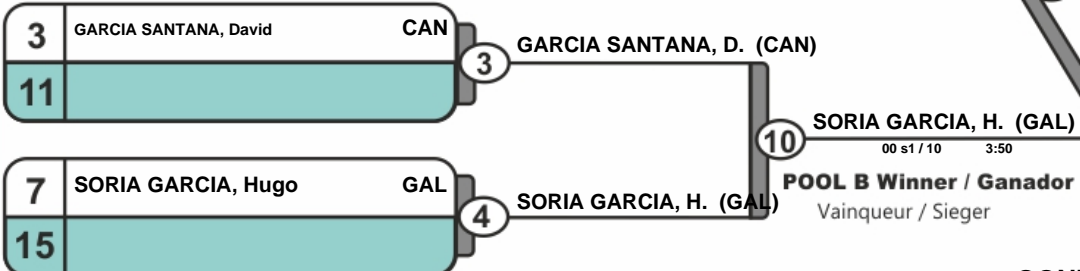 3 GARCIA SANTANA, David CAN
11
3
GARCIA SANTANA, D. (CAN)
7 SORIA GARCIA, Hugo GAL
15
4
SORIA GARCIA, H. (GAL)
10
SORIA GARCIA, H. (GAL)
00 s1 / 10 3:50
POOL B Winner / Ganador
Vainqueur / Sieger